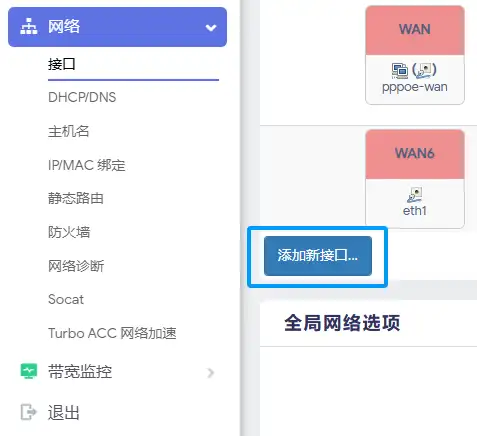 网络
接口
DHCP/DNS
主机名
IP/MAC 绑定
静态路由
防火墙
网络诊断
Socat
Turbo ACC 网络加速
带宽监控
退出
WAN
( )
pppoe-wan
WAN6
eth1
添加新接口...
全局网络选项